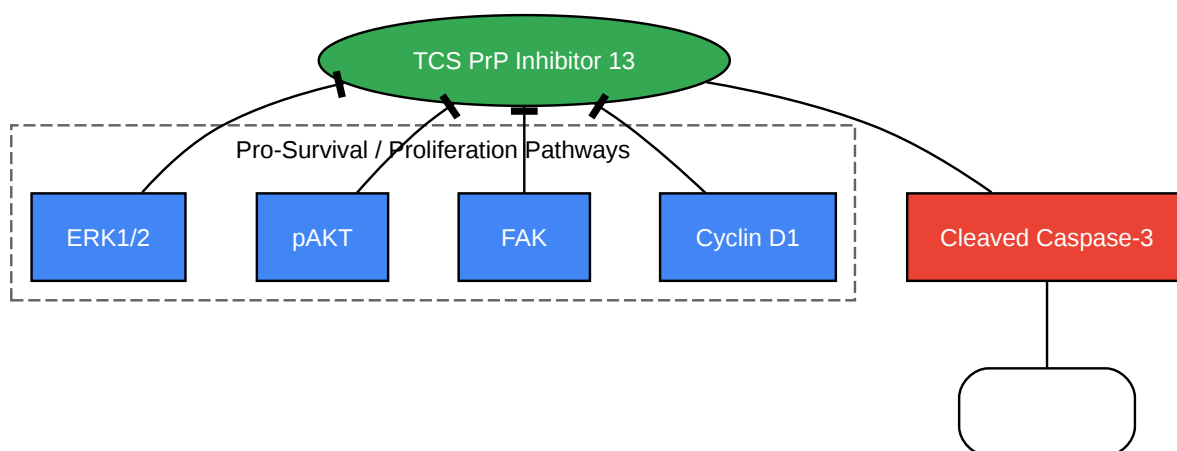 TCS PrP Inhibitor 13
Pro-Survival / Proliferation Pathways
ERK1/2
pAKT
FAK
Cyclin D1
Cleaved Caspase-3